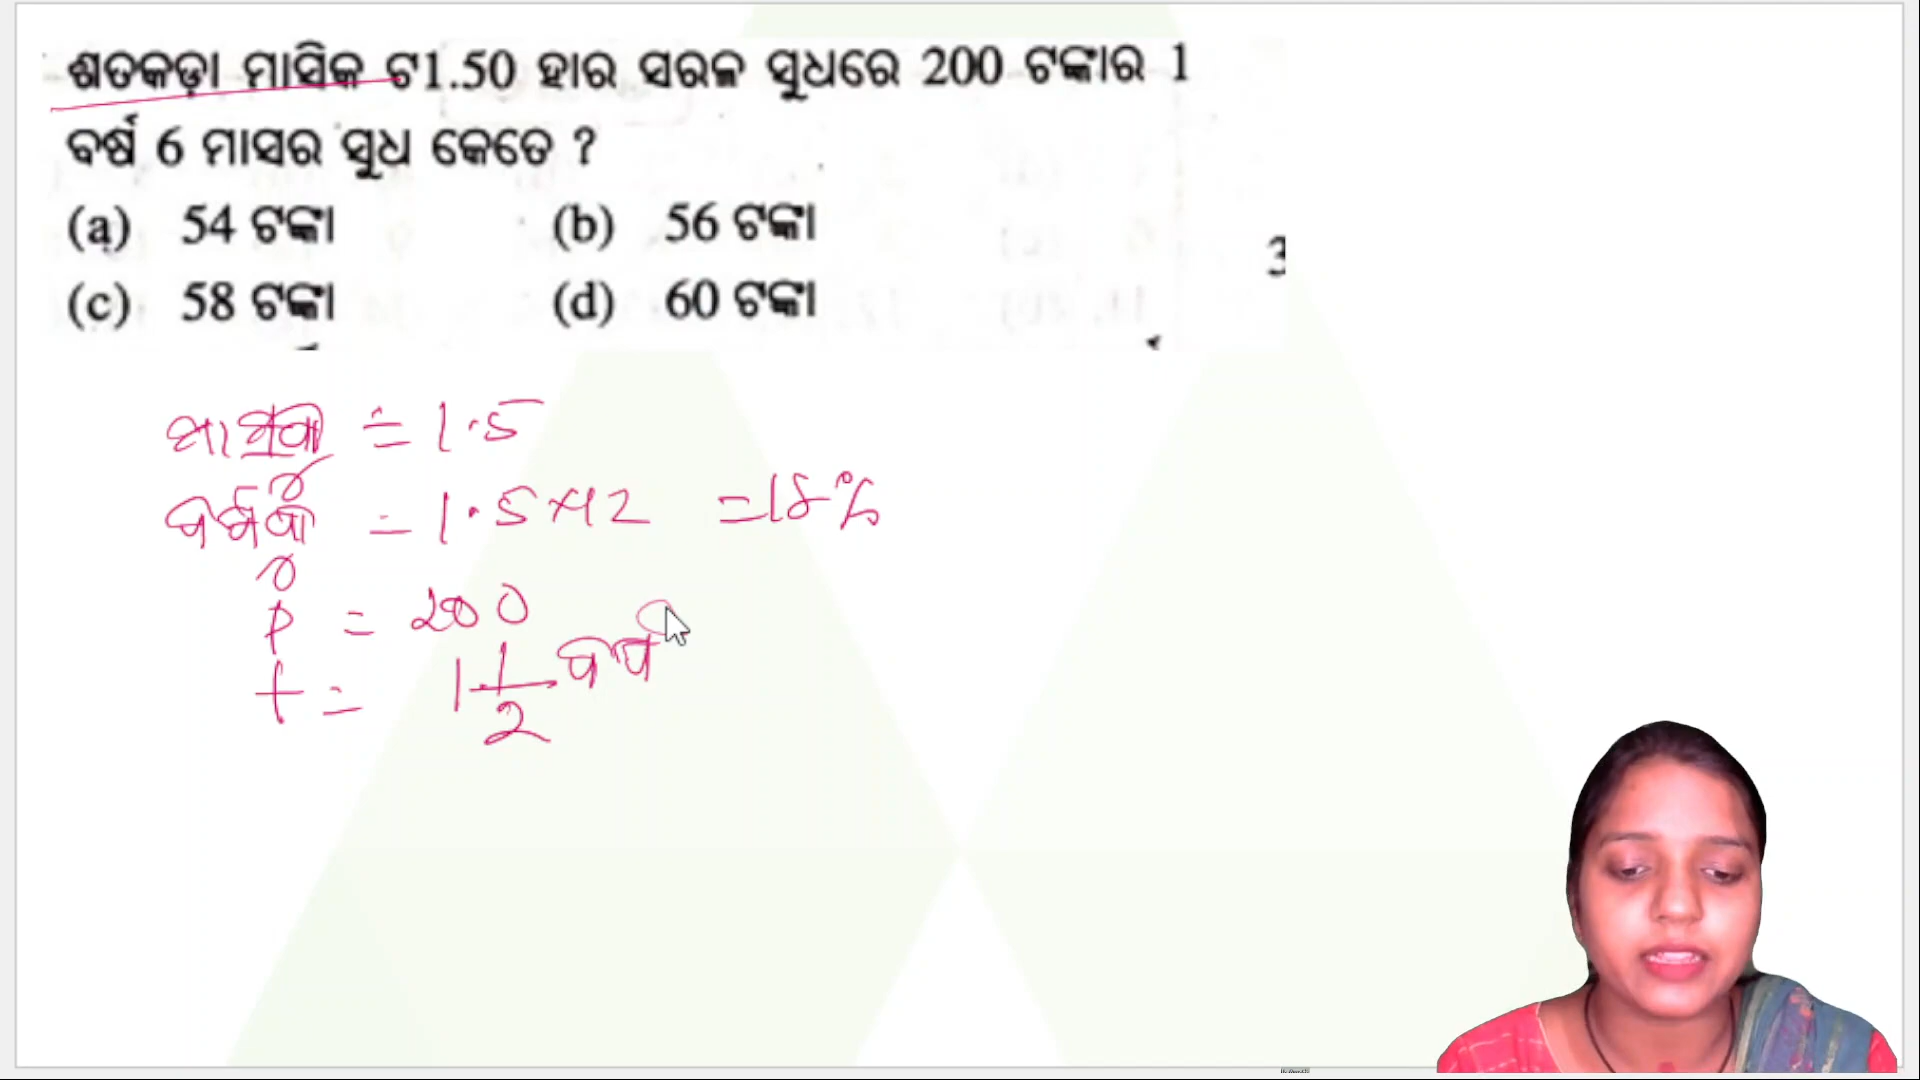 ଶତକଡ଼ା ମାସିକ ଟ1.50 ହାର ସରଳ ସୁଧରେ 200 ଟଙ୍କାର 1
ବର୍ଷ 6 ମାସର ସୁଧ କେତେ ?
(a) 54 ଟଙ୍କା (b) 56 ଟଙ୍କା
(c) 58 ଟଙ୍କା (d) 60 ଟଙ୍କା
= 1.5
= 1.5×12 =18%
P = 200
t = 1 1/2 ବର୍ଷ